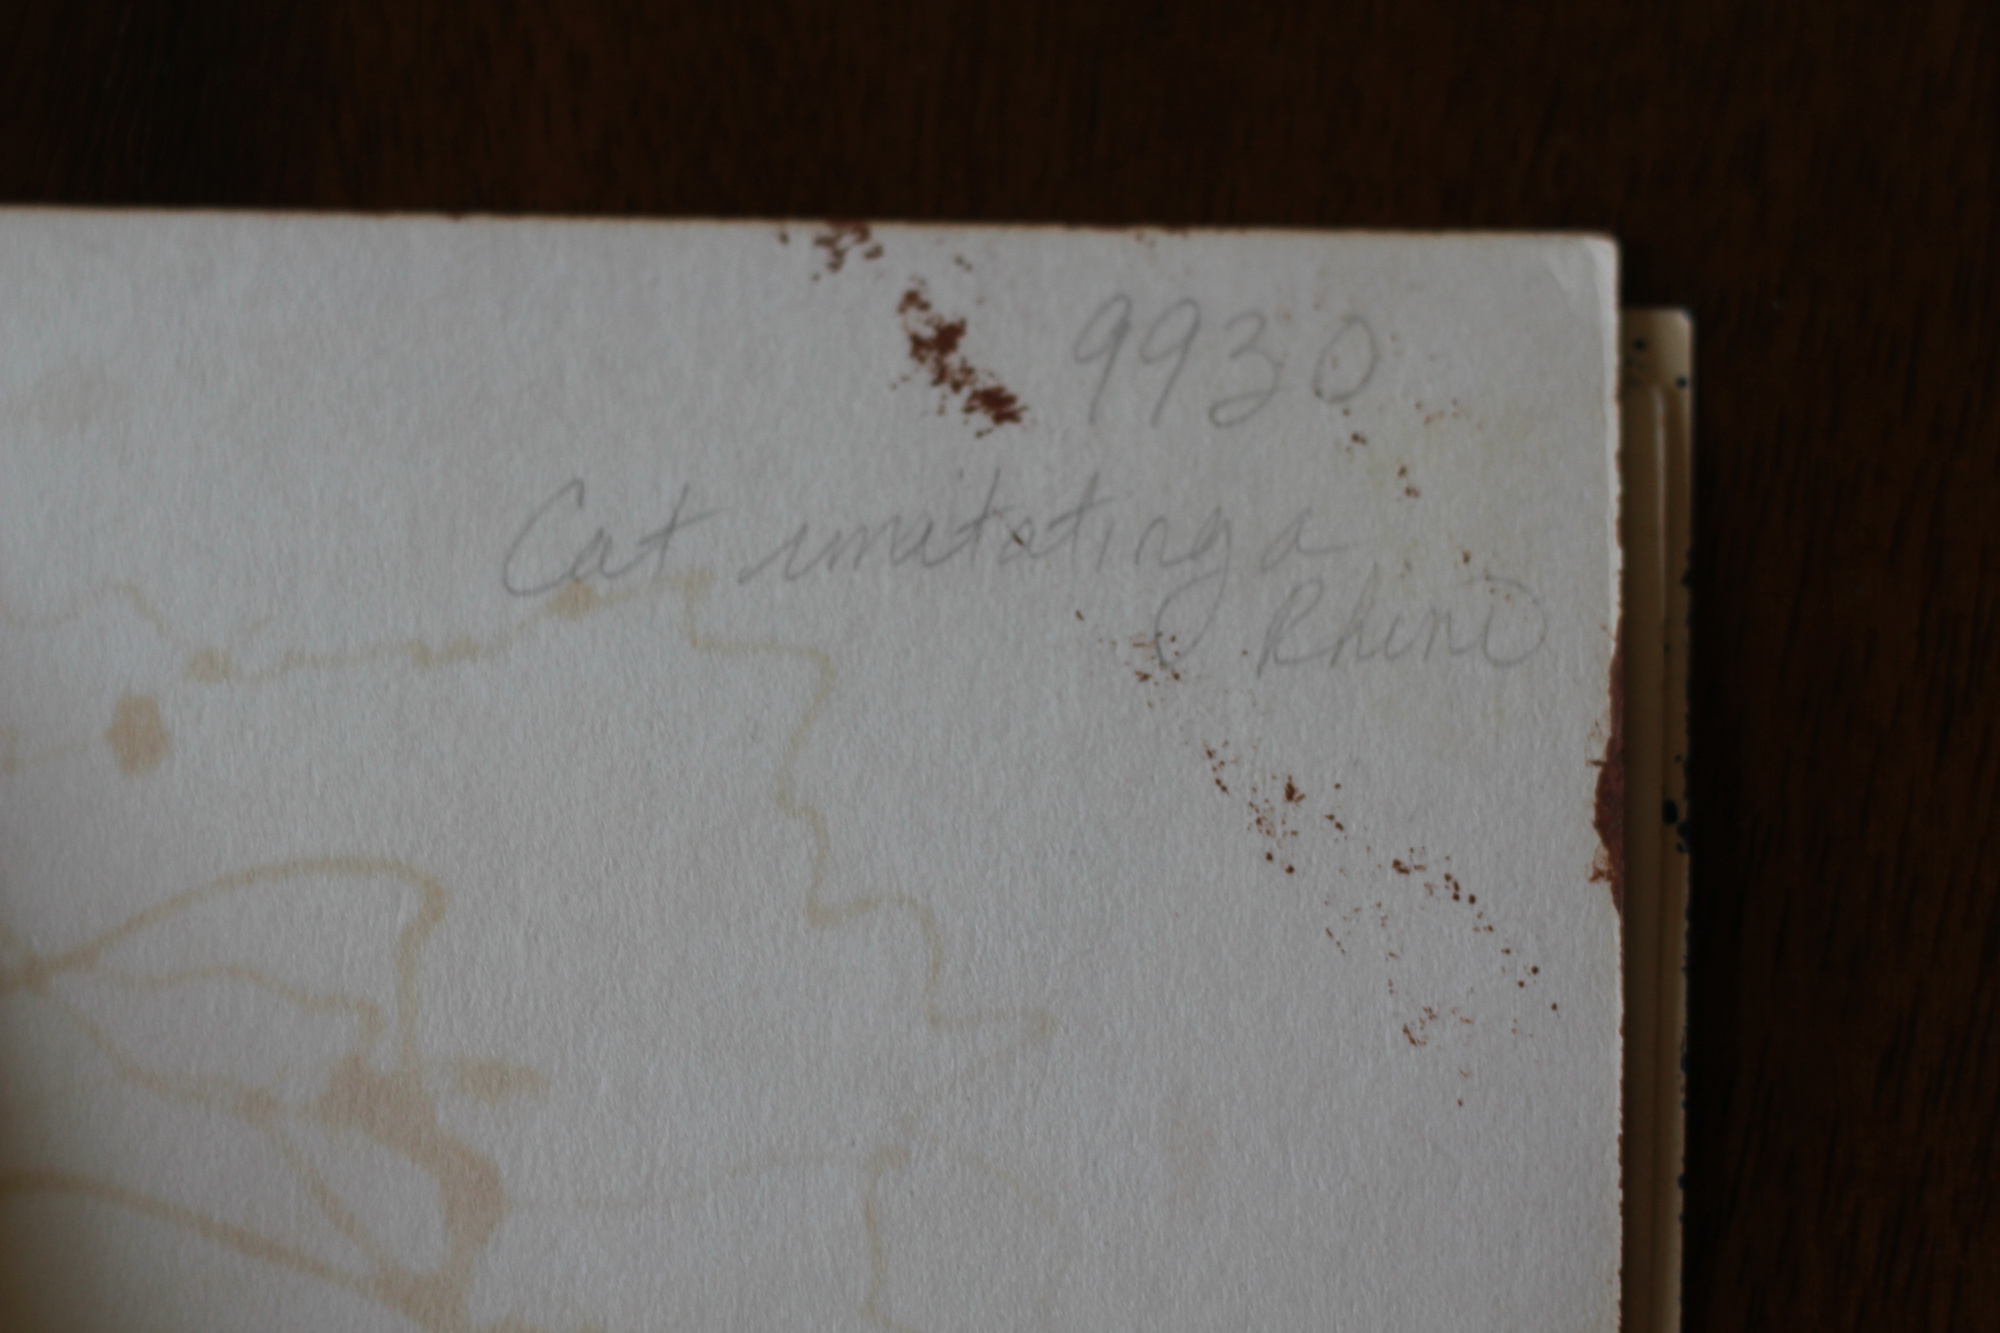 9930
Cat imitating a
Rhino